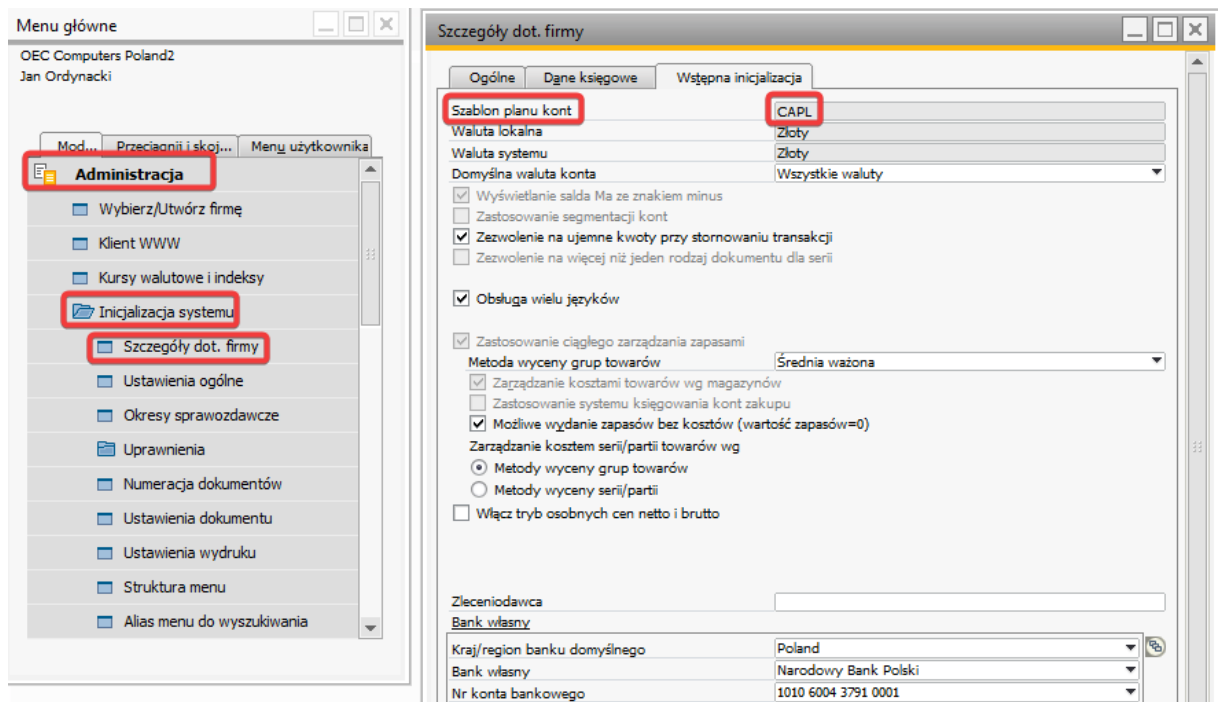 Menu główne
OEC Computers Poland2
Jan Ordynacki
Mod... Przeciągnij i skoj... Menu użytkownika
Administracja
Wybierz/Utwórz firmę
Klient WWW
Kursy walutowe i indeksy
Inicjalizacja systemu
Szczegóły dot. firmy
Ustawienia ogólne
Okresy sprawozdawcze
Uprawnienia
Numeracja dokumentów
Ustawienia dokumentu
Ustawienia wydruku
Struktura menu
Alias menu do wyszukiwania
Szczegóły dot. firmy
Ogólne Dane księgowe Wstępna inicjalizacja
Szablon planu kont CAPL
Waluta lokalna Złoty
Waluta systemu Złoty
Domyślna waluta konta Wszystkie waluty
Wyświetlanie salda Ma ze znakiem minus
Zastosowanie segmentacji kont
Zezwolenie na ujemne kwoty przy stornowaniu transakcji
Zezwolenie na więcej niż jeden rodzaj dokumentu dla serii
Obsługa wielu języków
Zastosowanie ciągłego zarządzania zapasami
Metoda wyceny grup towarów Średnia ważona
Zarządzanie kosztami towarów wg magazynów
Zastosowanie systemu księgowania kont zakupu
Możliwe wydanie zapasów bez kosztów (wartość zapasów=0)
Zarządzanie kosztem serii/partii towarów wg
Metody wyceny grup towarów
Metody wyceny serii/partii
Włącz tryb osobnych cen netto i brutto
Zleceniodawca
Bank własny
Kraj/region banku domyślnego Poland
Bank własny Narodowy Bank Polski
Nr konta bankowego 1010 6004 3791 0001